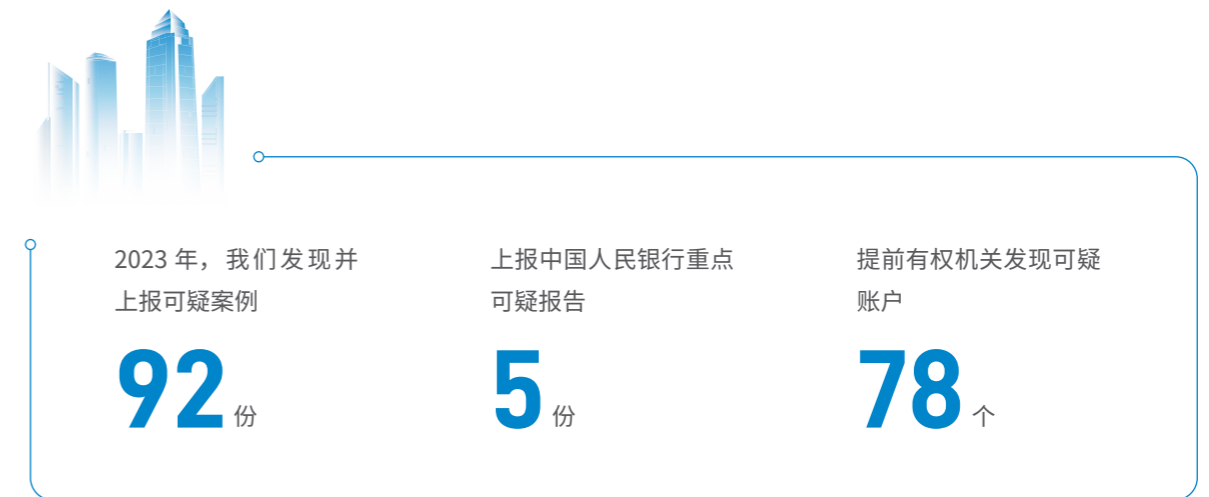 2023 年，我们发现并
上报可疑案例
92 份
上报中国人民银行重点
可疑报告
5 份
提前有权机关发现可疑
账户
78 个